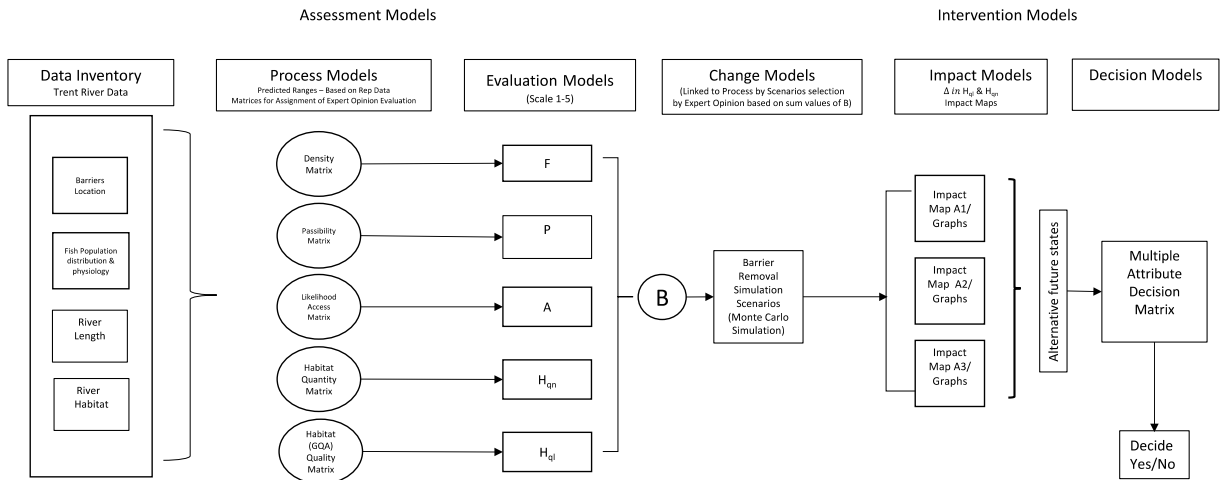 Assessment Models
Intervention Models
Data Inventory
Trent River Data
Process Models
Predicted Ranges – Based on Rep Data
Matrices for Assignment of Expert Opinion Evaluation
Evaluation Models
(Scale 1-5)
Change Models
(Linked to Process by Scenarios selection
by Expert Opinion based on sum values of B)
Impact Models
Δ in Hql & Hqn
Impact Maps
Decision Models
Barriers
Location
Fish Population
distribution &
physiology
River
Length
River
Habitat
Density
Matrix
Passibility
Matrix
Likelihood
Access
Matrix
Habitat
Quantity
Matrix
Habitat
(GQA)
Quality
Matrix
F
P
A
Hqn
Hql
B
Barrier
Removal
Simulation
Scenarios
(Monte Carlo
Simulation)
Impact
Map A1/
Graphs
Impact
Map A2/
Graphs
Impact
Map A3/
Graphs
Alternative future states
Multiple
Attribute
Decision
Matrix
Decide
Yes/No